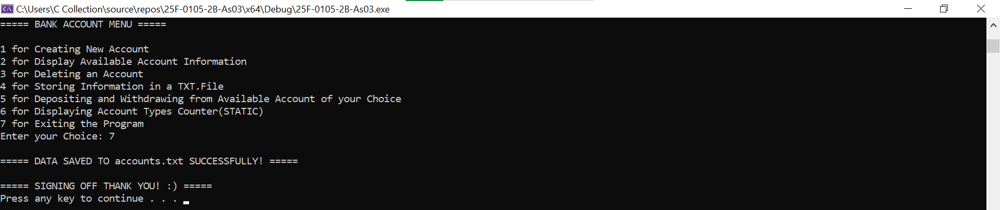 C:\Users\C Collection\source\repos\25F-0105-2B-As03\x64\Debug\25F-0105-2B-As03.exe
===== BANK ACCOUNT MENU =====
1 for Creating New Account
2 for Display Available Account Information
3 for Deleting an Account
4 for Storing Information in a TXT.File
5 for Depositing and Withdrawing from Available Account of your Choice
6 for Displaying Account Types Counter(STATIC)
7 for Exiting the Program
Enter your Choice: 7
===== DATA SAVED TO accounts.txt SUCCESSFULLY! =====
===== SIGNING OFF THANK YOU! :) =====
Press any key to continue . . .